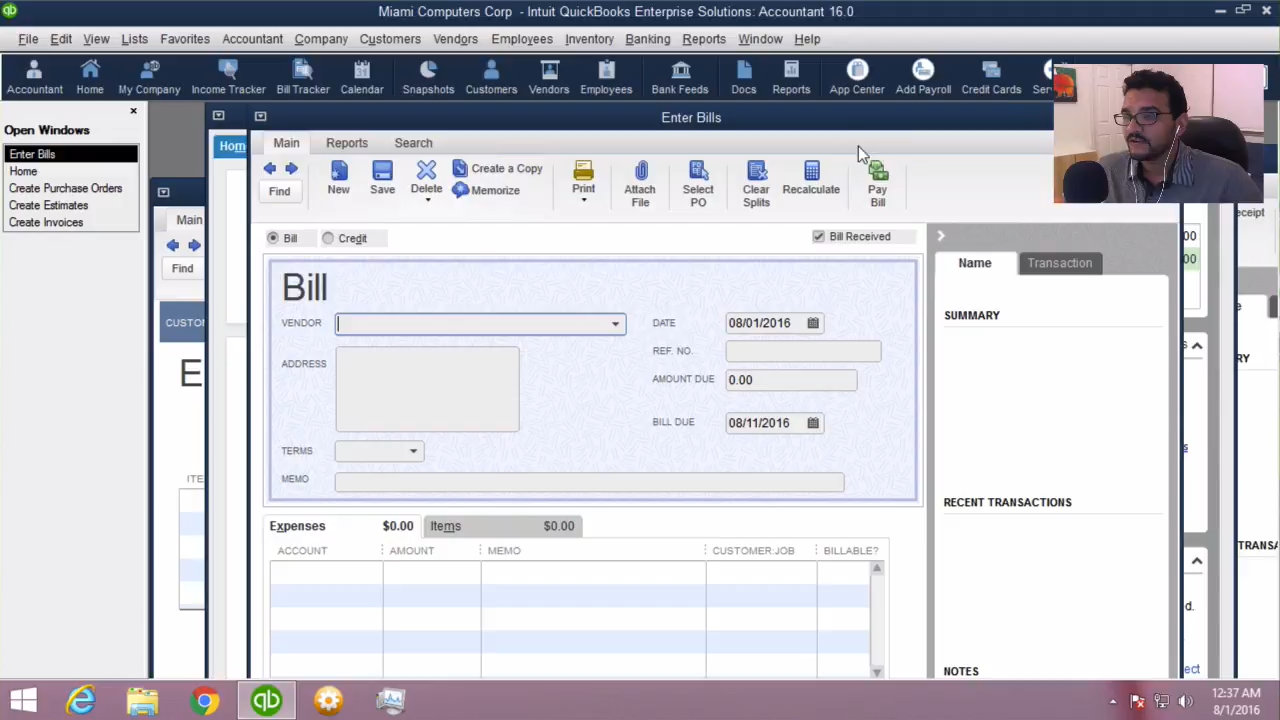 Miami Computers Corp - Intuit QuickBooks Enterprise Solutions: Accountant 16.0
File Edit View Lists Favorites Accountant Company Customers Vendors Employees Inventory Banking Reports Window Help
Accountant Home My Company Income Tracker Bill Tracker Calendar Snapshots Customers Vendors Employees Bank Feeds Docs Reports App Center Add Payroll Credit Cards
Open Windows
Enter Bills
Home
Create Purchase Orders
Create Estimates
Create Invoices
Enter Bills
Main Reports Search
Find
New Save Delete
Create a Copy
Memorize
Print
Attach File
Select PO
Clear Splits
Recalculate
Pay Bill
Main
Find
Bill Credit
Bill Received
Bill
VENDOR
ADDRESS
TERMS
MEMO
DATE 08/01/2016
REF. NO.
AMOUNT DUE 0.00
BILL DUE 08/11/2016
Expenses $0.00 Items $0.00
ACCOUNT AMOUNT MEMO CUSTOMER:JOB BILLABLE?
Name Transaction
SUMMARY
RECENT TRANSACTIONS
NOTES
12:37 AM
8/1/2016